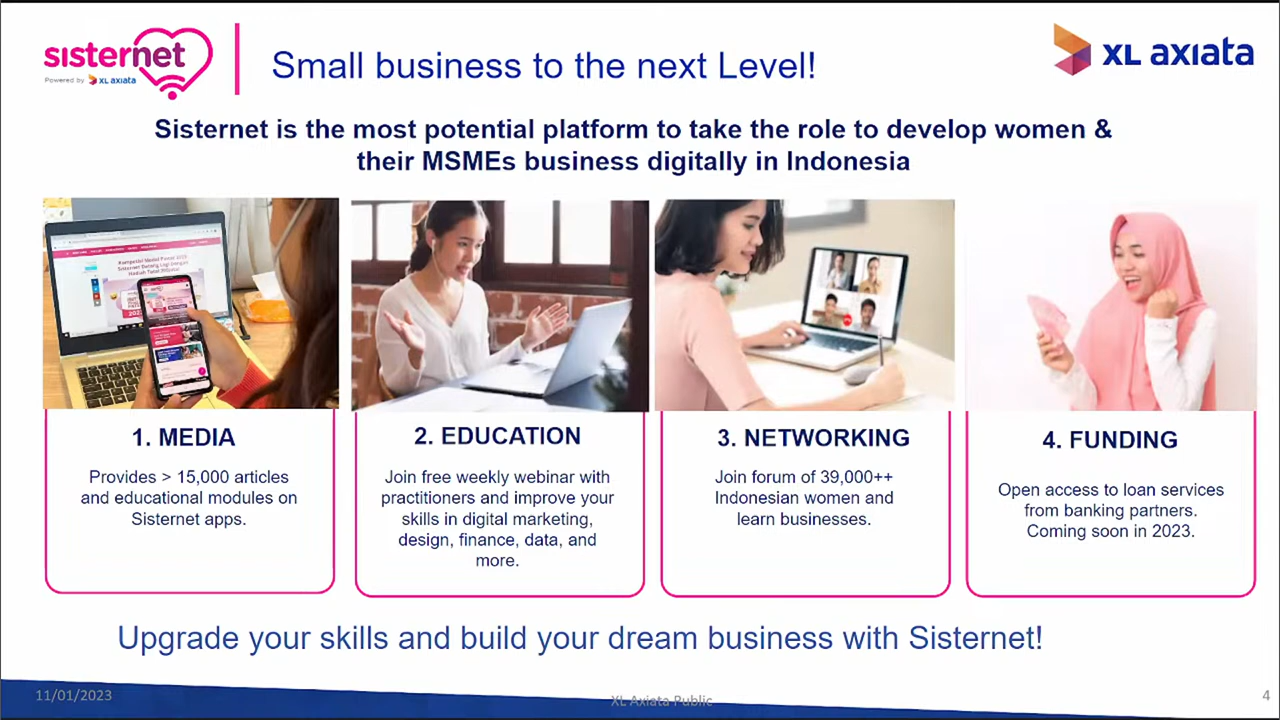 sisternet
Powered by XL axiata
Small business to the next Level!
XL axiata
Sisternet is the most potential platform to take the role to develop women &
their MSMEs business digitally in Indonesia
1. MEDIA
Provides > 15,000 articles
and educational modules on
Sisternet apps.
2. EDUCATION
Join free weekly webinar with
practitioners and improve your
skills in digital marketing,
design, finance, data, and
more.
3. NETWORKING
Join forum of 39,000++
Indonesian women and
learn businesses.
4. FUNDING
Open access to loan services
from banking partners.
Coming soon in 2023.
Upgrade your skills and build your dream business with Sisternet!
11/01/2023
XL Axiata Public
4